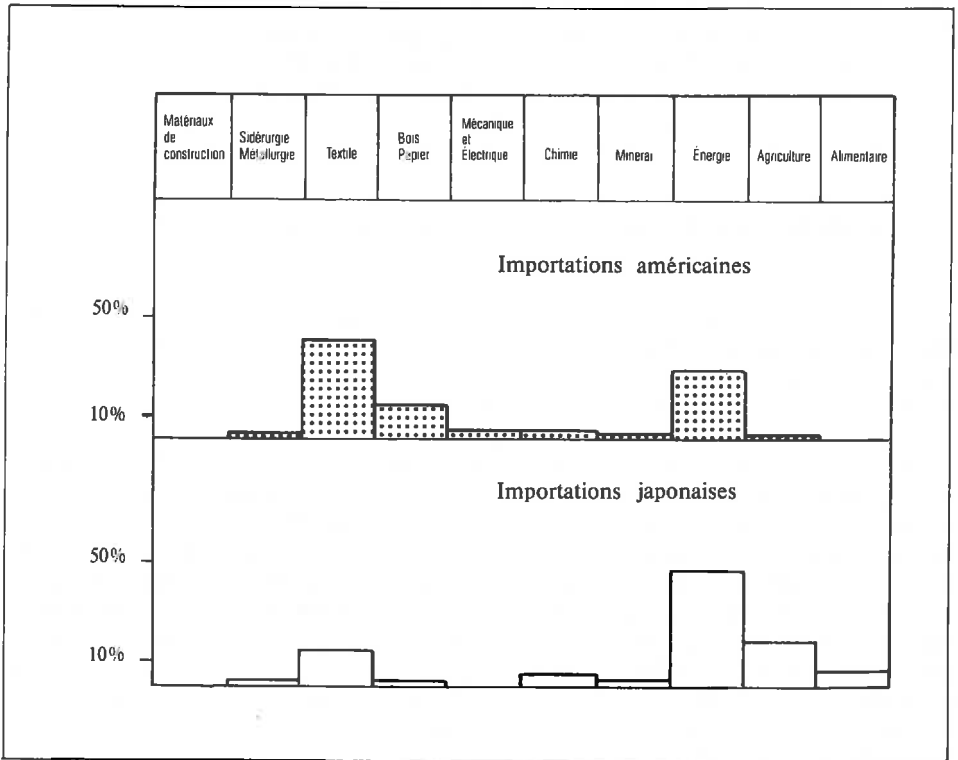 Matériaux
de
construction
Sidérurgie
Métallurgie
Textile
Bois
Papier
Mécanique
et
Électrique
Chimie
Minerai
Énergie
Agriculture
Alimentaire
Importations américaines
50%
10%
Importations japonaises
50%
10%